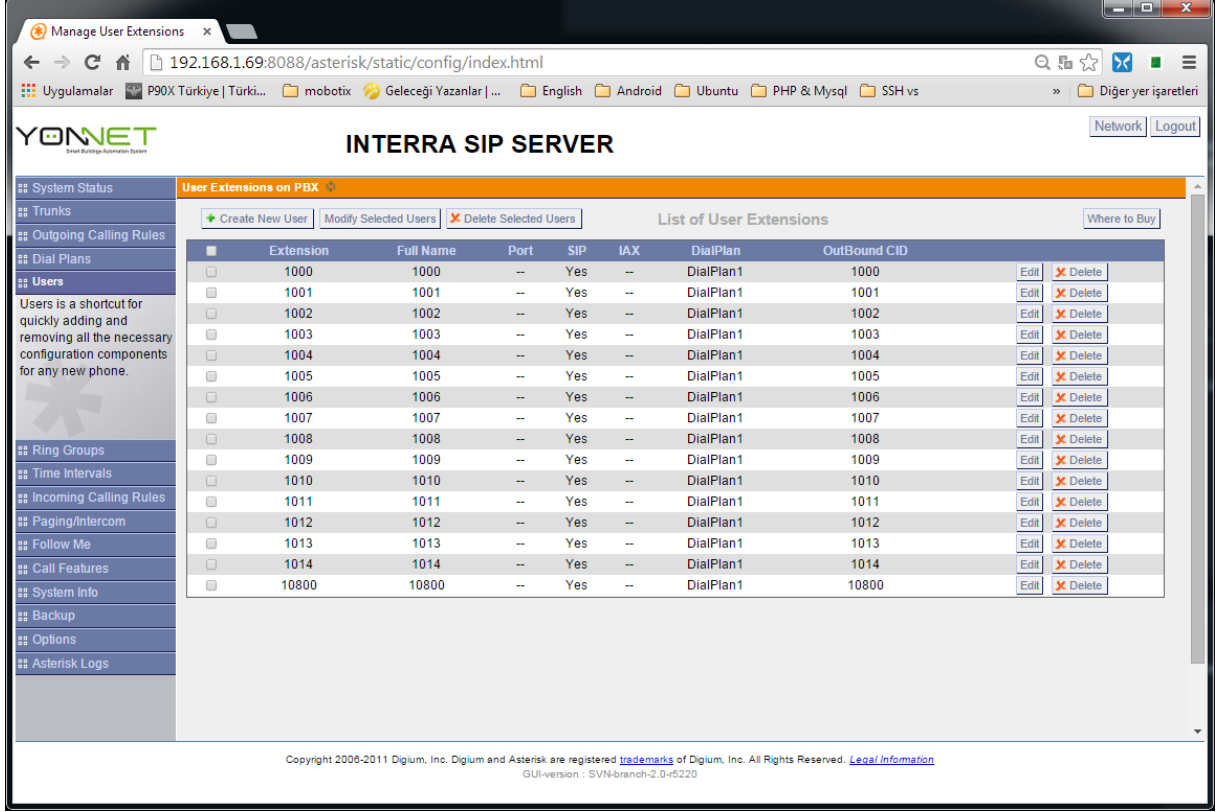 Manage User Extensions
192.168.1.69:8088/asterisk/static/config/index.html
Uygulamalar P90X Türkiye | Türki... mobotix Geleceği Yazanlar | ... English Android Ubuntu PHP & Mysql SSH vs » Diğer yer işaretleri
YONNET
Smart Buildings Automation System
INTERRA SIP SERVER
Network Logout
System Status
Trunks
Outgoing Calling Rules
Dial Plans
Users
Users is a shortcut for
quickly adding and
removing all the necessary
configuration components
for any new phone.
Ring Groups
Time Intervals
Incoming Calling Rules
Paging/Intercom
Follow Me
Call Features
System Info
Backup
Options
Asterisk Logs
User Extensions on PBX
Create New User Modify Selected Users Delete Selected Users List of User Extensions Where to Buy
Extension Full Name Port SIP IAX DialPlan OutBound CID
1000 1000 -- Yes -- DialPlan1 1000 Edit Delete
1001 1001 -- Yes -- DialPlan1 1001 Edit Delete
1002 1002 -- Yes -- DialPlan1 1002 Edit Delete
1003 1003 -- Yes -- DialPlan1 1003 Edit Delete
1004 1004 -- Yes -- DialPlan1 1004 Edit Delete
1005 1005 -- Yes -- DialPlan1 1005 Edit Delete
1006 1006 -- Yes -- DialPlan1 1006 Edit Delete
1007 1007 -- Yes -- DialPlan1 1007 Edit Delete
1008 1008 -- Yes -- DialPlan1 1008 Edit Delete
1009 1009 -- Yes -- DialPlan1 1009 Edit Delete
1010 1010 -- Yes -- DialPlan1 1010 Edit Delete
1011 1011 -- Yes -- DialPlan1 1011 Edit Delete
1012 1012 -- Yes -- DialPlan1 1012 Edit Delete
1013 1013 -- Yes -- DialPlan1 1013 Edit Delete
1014 1014 -- Yes -- DialPlan1 1014 Edit Delete
10800 10800 -- Yes -- DialPlan1 10800 Edit Delete
Copyright 2006-2011 Digium, Inc. Digium and Asterisk are registered trademarks of Digium, Inc. All Rights Reserved. Legal Information
GUI-version : SVN-branch-2.0-r5220